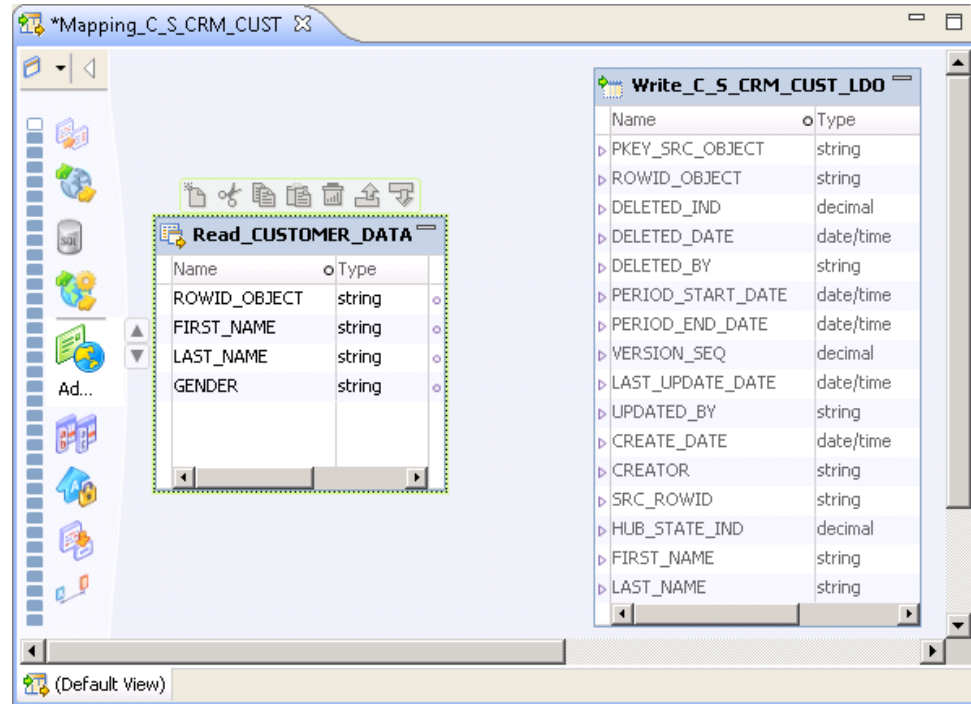 *Mapping_C_S_CRM_CUST
SQL
Ad...
Read_CUSTOMER_DATA
Name Type
ROWID_OBJECT string
FIRST_NAME string
LAST_NAME string
GENDER string
Write_C_S_CRM_CUST_LDO
Name Type
PKEY_SRC_OBJECT string
ROWID_OBJECT string
DELETED_IND decimal
DELETED_DATE date/time
DELETED_BY string
PERIOD_START_DATE date/time
PERIOD_END_DATE date/time
VERSION_SEQ decimal
LAST_UPDATE_DATE date/time
UPDATED_BY string
CREATE_DATE date/time
CREATOR string
SRC_ROWID string
HUB_STATE_IND decimal
FIRST_NAME string
LAST_NAME string
(Default View)